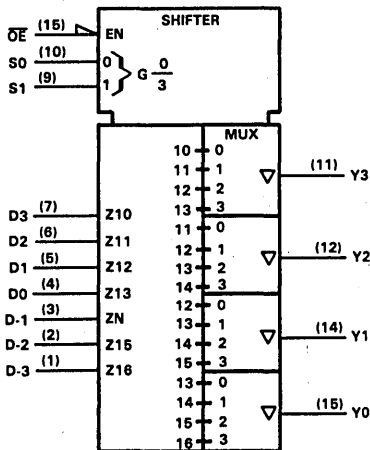 SHIFTER
OE (15) EN
S0 (10) 0
S1 (9) 1
G 0/3
MUX
10 0
11 1
12 2
13 3
(11) Y3
11 0
12 1
13 2
14 3
(12) Y2
12 0
13 1
14 2
15 3
(14) Y1
13 0
14 1
15 2
16 3
(15) Y0
D3 (7) Z10
D2 (6) Z11
D1 (5) Z12
D0 (4) Z13
D-1 (3) ZN
D-2 (2) Z15
D-3 (1) Z16